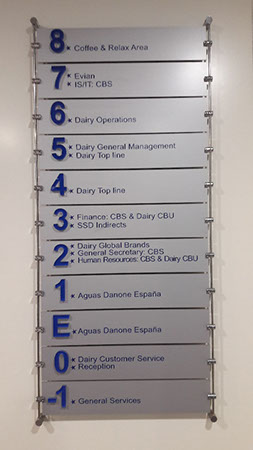 8 Coffee & Relax Area
7 Evian
IS/IT: CBS
6 Dairy Operations
5 Dairy General Management
Dairy Top line
4 Dairy Top line
3 Finance: CBS & Dairy CBU
SSD Indirects
2 Dairy Global Brands
General Secretary: CBS
Human Resources: CBS & Dairy CBU
1 Aguas Danone España
E Aguas Danone España
0 Dairy Customer Service
Reception
-1 General Services